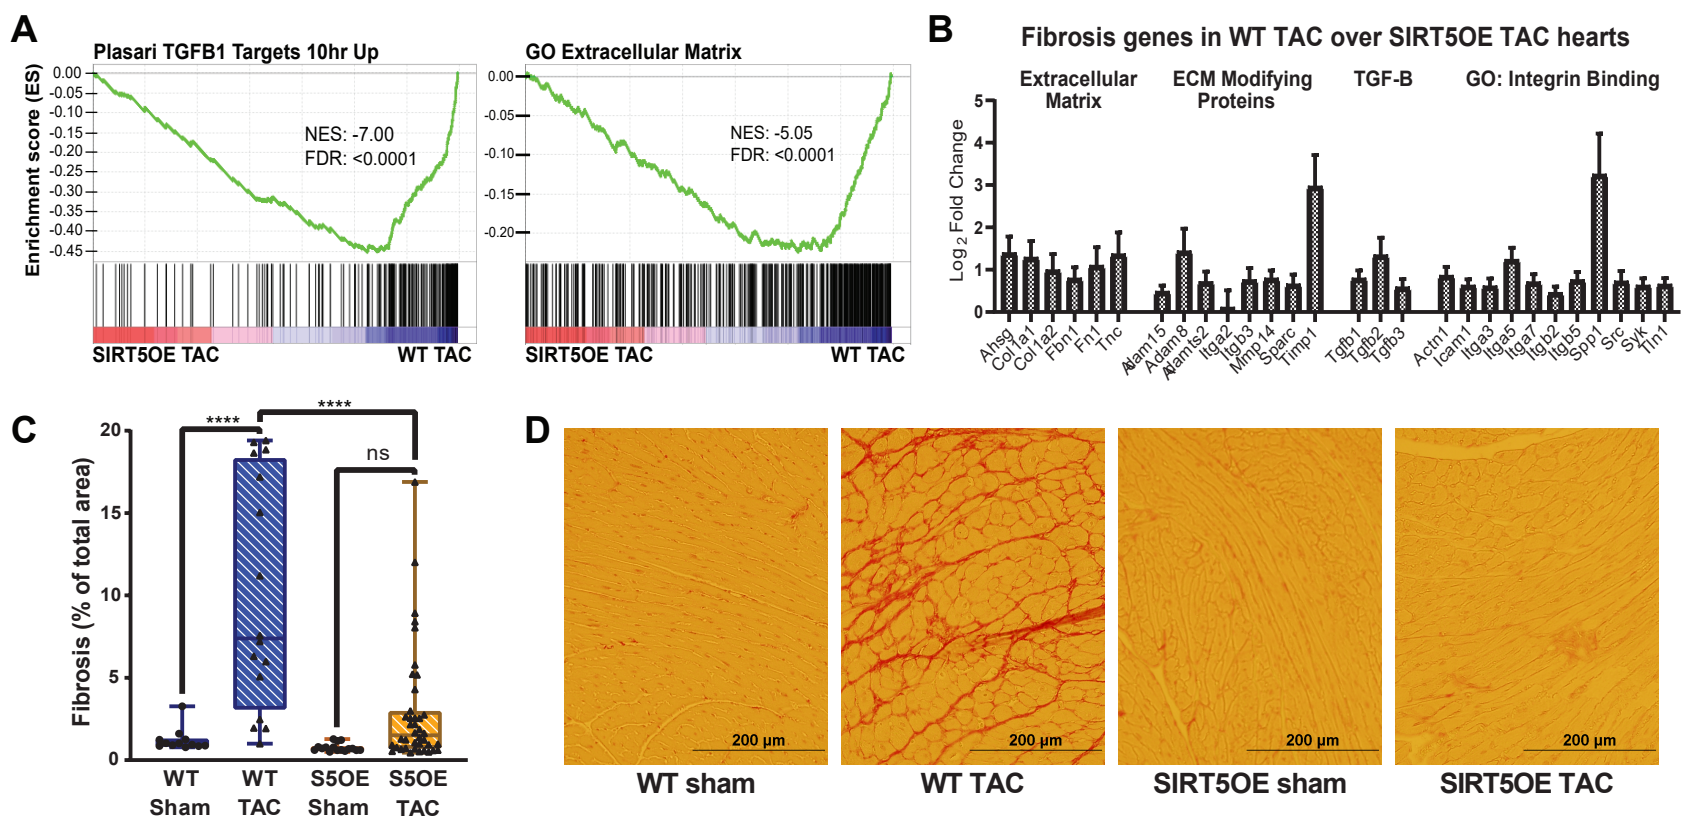 A
Plasari TGFB1 Targets 10hr Up
Enrichment score (ES)
0.00
-0.05
-0.10
-0.15
-0.20
-0.25
-0.30
-0.35
-0.40
-0.45
NES: -7.00
FDR: <0.0001
SIRT5OE TAC
WT TAC
GO Extracellular Matrix
0.00
-0.05
-0.10
-0.15
-0.20
NES: -5.05
FDR: <0.0001
SIRT5OE TAC
WT TAC
B
Fibrosis genes in WT TAC over SIRT5OE TAC hearts
Extracellular
Matrix
ECM Modifying
Proteins
TGF-B
GO: Integrin Binding
Log 2 Fold Change
5
4
3
2
1
0
Ahsg
Col1a1
Col1a2
Fbn1
Fn1
Tnc
Adam15
Adam8
Adamts2
Itga2
Itgb3
Mmp14
Sparc
Timp1
Tgfb1
Tgfb2
Tgfb3
Actn1
Icam1
Itga3
Itga5
Itga7
Itgb2
Itgb5
Spp1
Src
Syk
Tln1
C
Fibrosis (% of total area)
20
15
10
5
0
****
****
ns
WT
Sham
WT
TAC
S5OE
Sham
S5OE
TAC
D
200 μm
200 μm
200 μm
200 μm
WT sham
WT TAC
SIRT5OE sham
SIRT5OE TAC